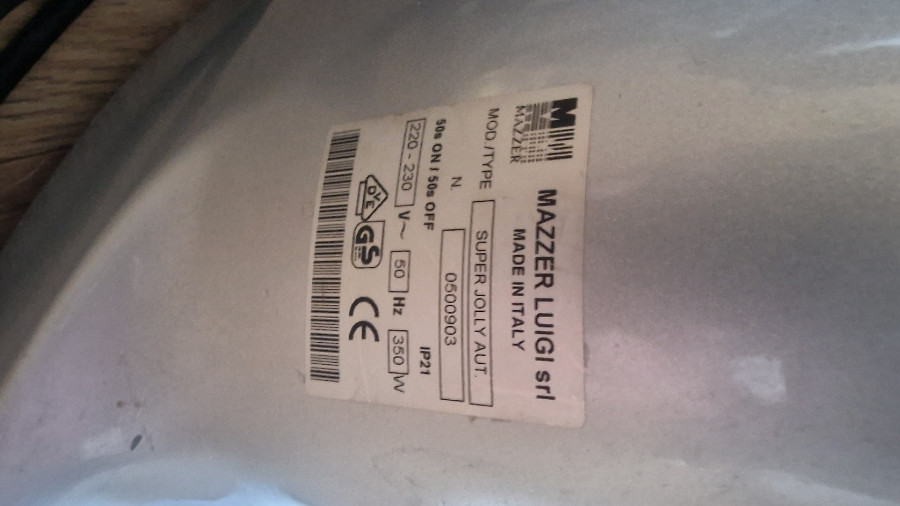 MAZZER
MAZZER LUIGI srl
MADE IN ITALY
MOD./TYPE SUPER JOLLY AUT.
N. 0500903
50s ON / 50s OFF IP21
220 - 230 V~ 50 Hz 350 W
DVE GS CE